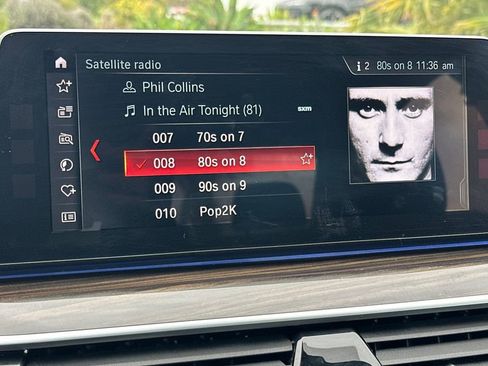 Satellite radio
i 2 80s on 8 11:36 am
Phil Collins
In the Air Tonight (81) sxm
007 70s on 7
008 80s on 8
009 90s on 9
010 Pop2K